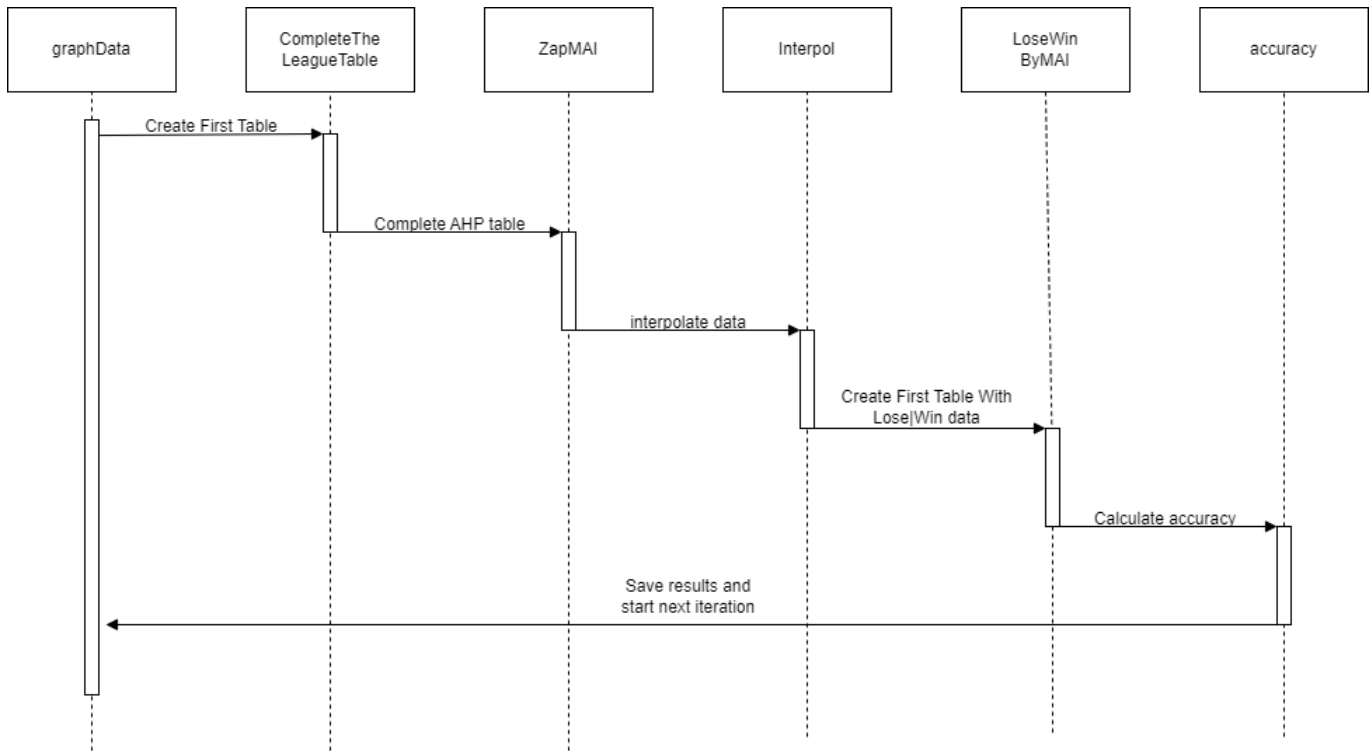 graphData
CompleteThe
LeagueTable
ZapMAI
Interpol
LoseWin
ByMAI
accuracy
Create First Table
Complete AHP table
interpolate data
Create First Table With
Lose|Win data
Calculate accuracy
Save results and
start next iteration